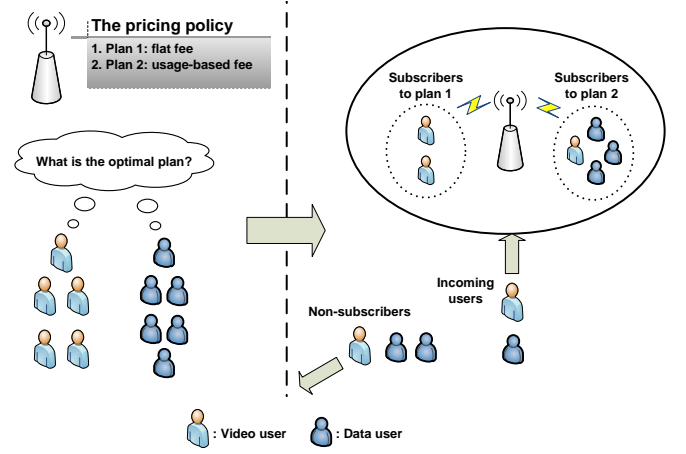 The pricing policy
1. Plan 1: flat fee
2. Plan 2: usage-based fee
What is the optimal plan?
Subscribers
to plan 1
Subscribers
to plan 2
Incoming
users
Non-subscribers
: Video user
: Data user